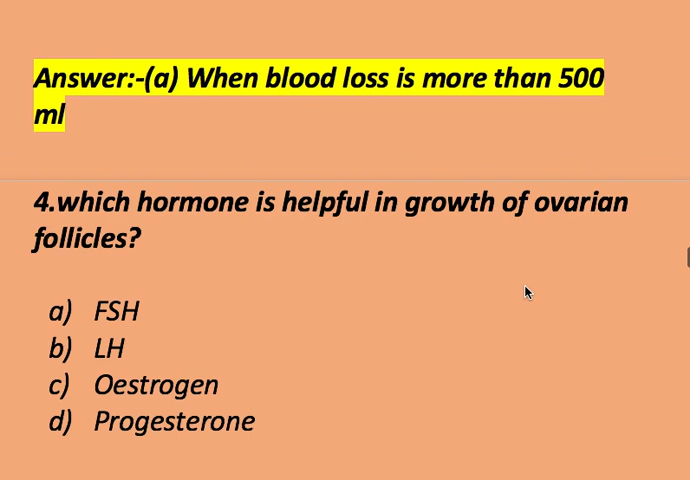 Answer:-(a) When blood loss is more than 500
ml
4.which hormone is helpful in growth of ovarian
follicles?
a) FSH
b) LH
c) Oestrogen
d) Progesterone